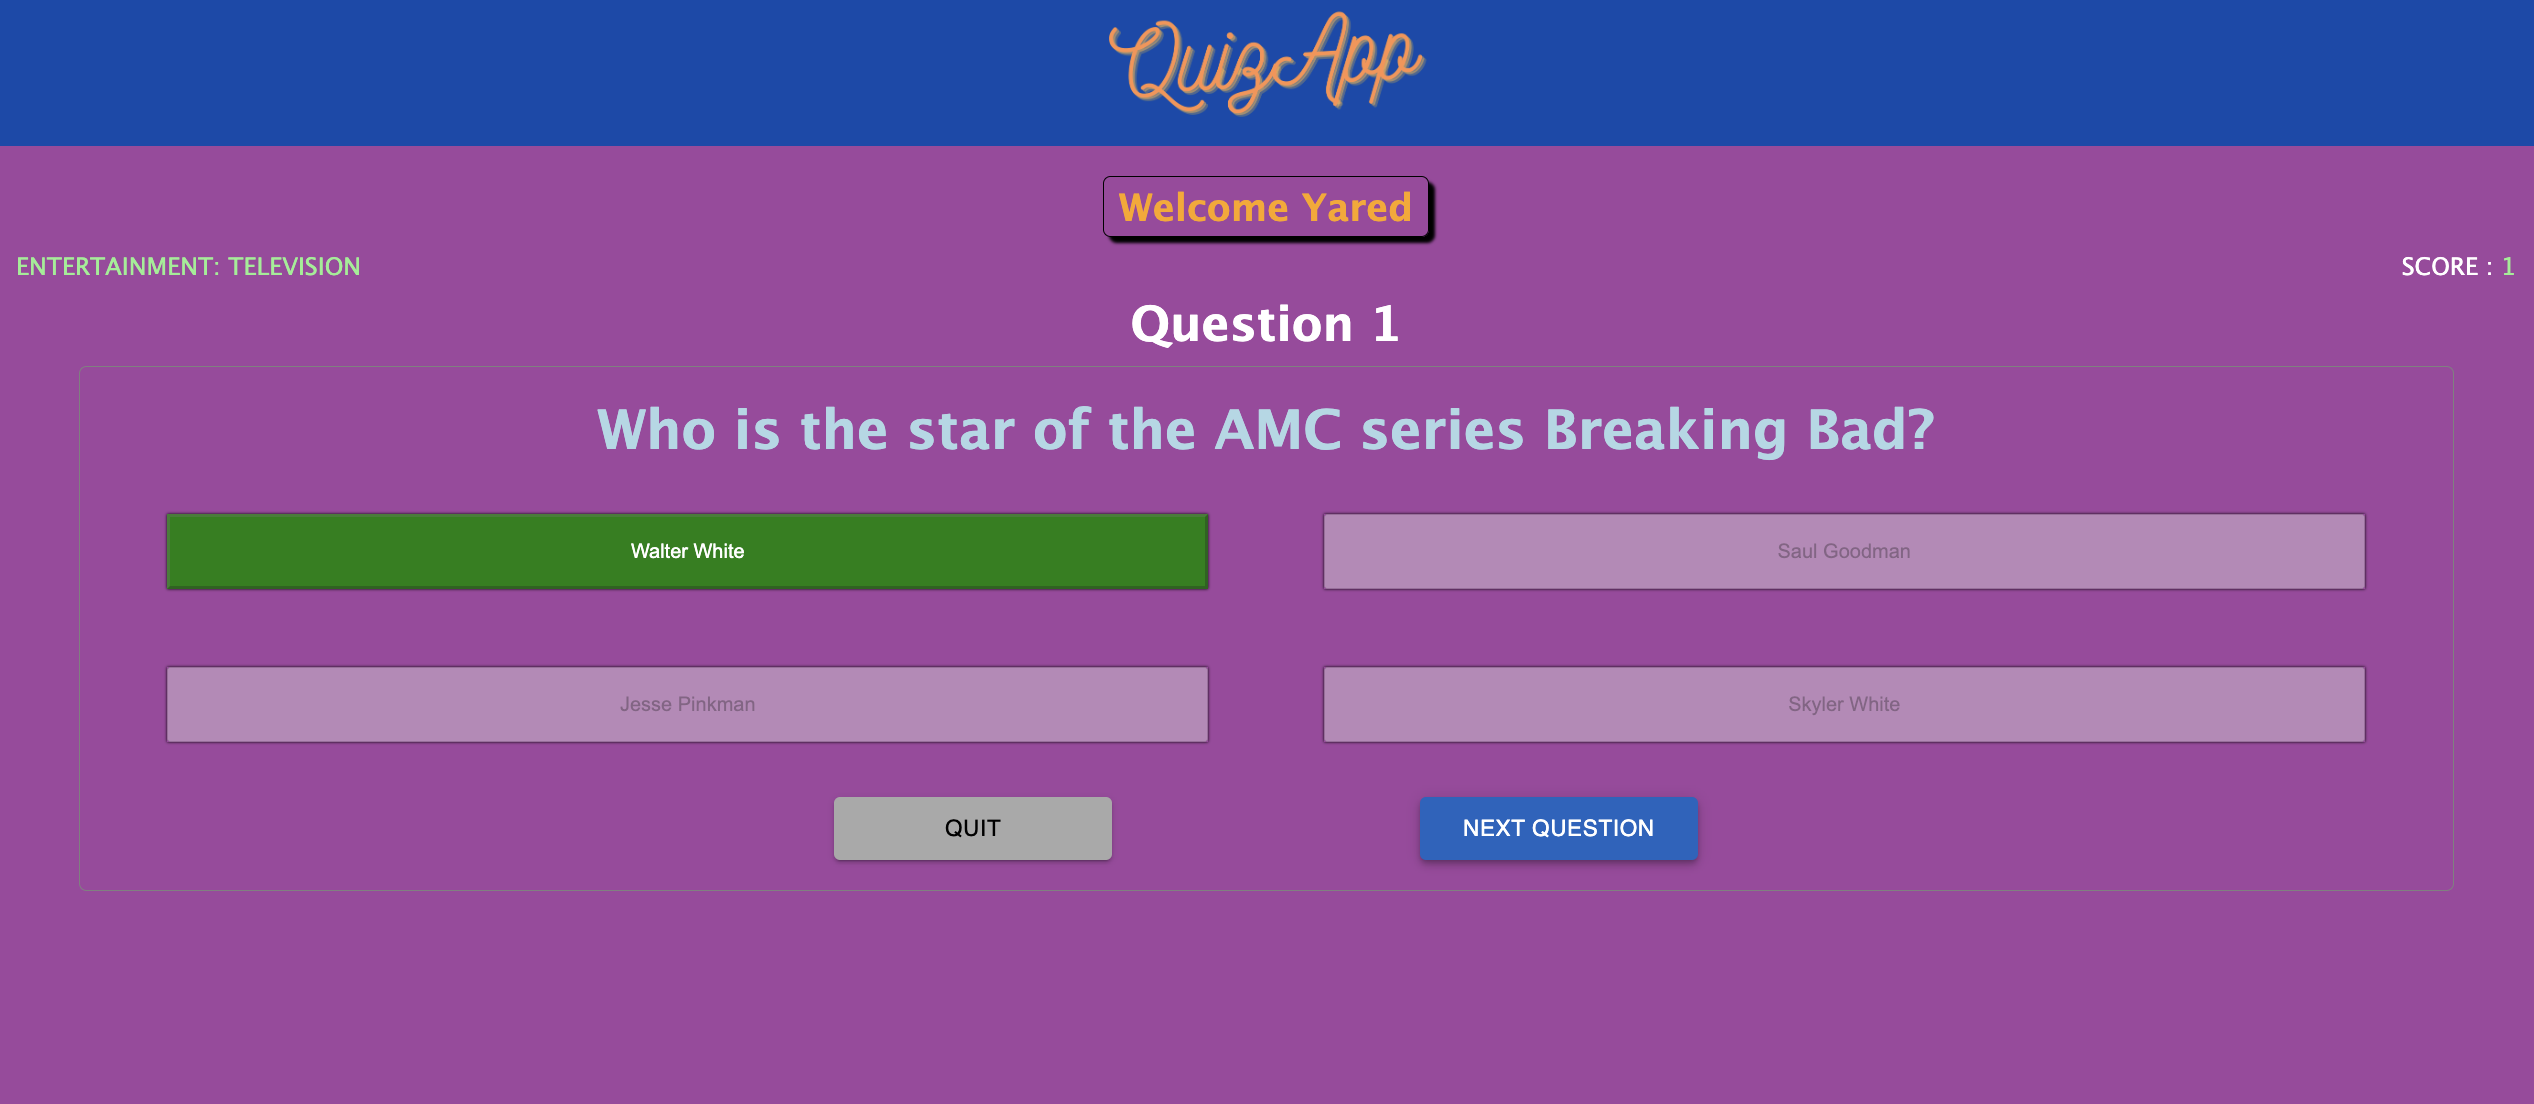 QuizApp
Welcome Yared
ENTERTAINMENT: TELEVISION
SCORE : 1
Question 1
Who is the star of the AMC series Breaking Bad?
Walter White
Saul Goodman
Jesse Pinkman
Skyler White
QUIT
NEXT QUESTION